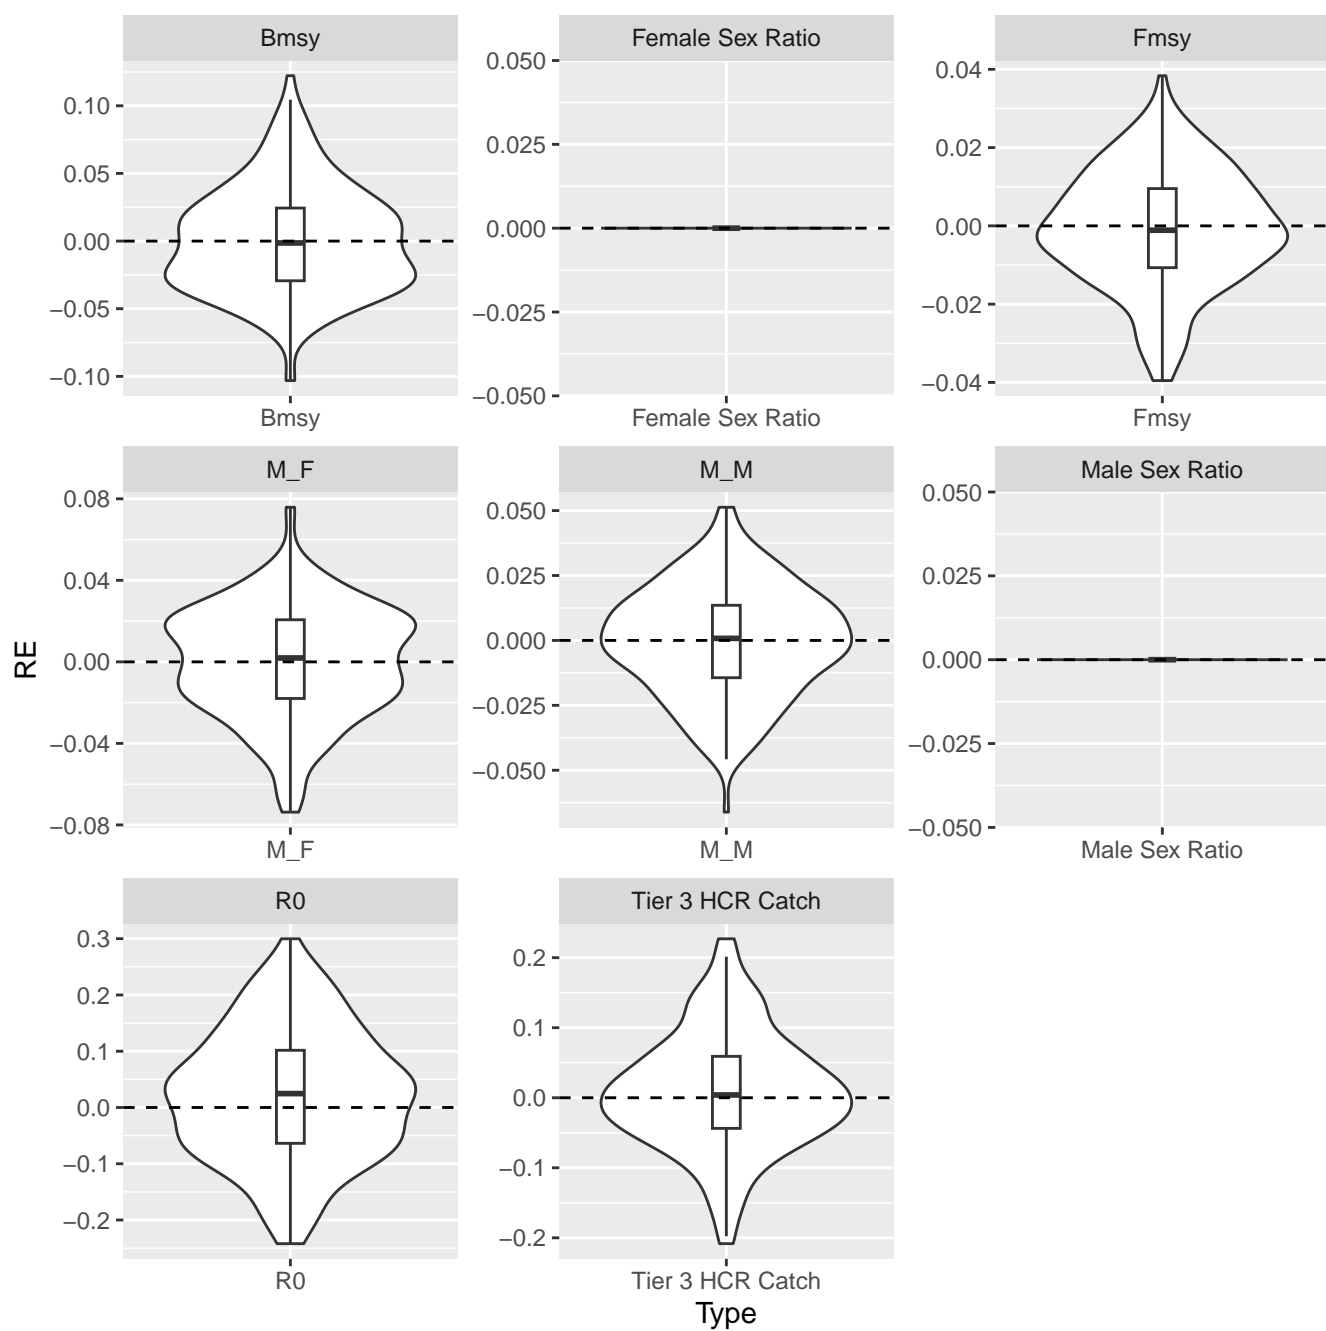 Bmsy
Female Sex Ratio
Fmsy
0.10
0.05
0.00
−0.05
−0.10
0.050
0.025
0.000
−0.025
−0.050
0.04
0.02
0.00
−0.02
−0.04
Bmsy
Female Sex Ratio
Fmsy
M_F
M_M
Male Sex Ratio
0.08
0.04
0.00
−0.04
−0.08
0.050
0.025
0.000
−0.025
−0.050
0.050
0.025
0.000
−0.025
−0.050
M_F
M_M
Male Sex Ratio
RE
R0
Tier 3 HCR Catch
0.3
0.2
0.1
0.0
−0.1
−0.2
0.2
0.1
0.0
−0.1
−0.2
R0
Tier 3 HCR Catch
Type